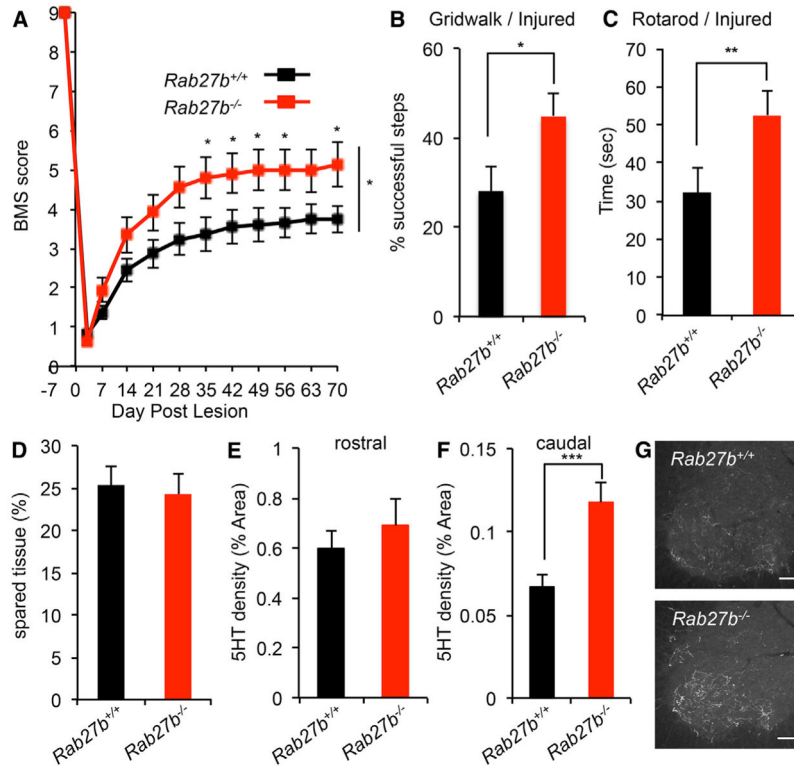 A
9
8
7
6
5
4
3
2
1
0
BMS score
Rab27b+/+
Rab27b-/-
* * * * *
*
-7 0 7 14 21 28 35 42 49 56 63 70
Day Post Lesion
B Gridwalk / Injured
60
40
20
0
% successful steps
*
Rab27b+/+ Rab27b-/-
C Rotarod / Injured
70
60
50
40
30
20
10
0
Time (sec)
**
Rab27b+/+ Rab27b-/-
D
30
25
20
15
10
5
0
spared tissue (%)
Rab27b+/+ Rab27b-/-
E rostral
1
0.8
0.6
0.4
0.2
0
5HT density (% Area)
Rab27b+/+ Rab27b-/-
F caudal
0.15
0.1
0.05
0
5HT density (% Area)
***
Rab27b+/+ Rab27b-/-
G
Rab27b+/+
Rab27b-/-